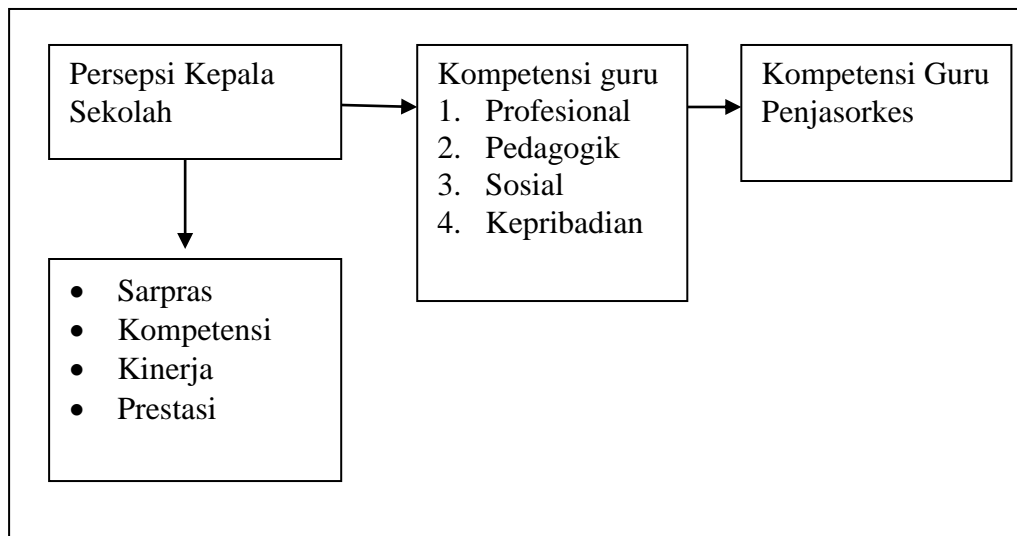 Persepsi Kepala
Sekolah
Kompetensi guru
1. Profesional
2. Pedagogik
3. Sosial
4. Kepribadian
Kompetensi Guru
Penjasorkes
• Sarpras
• Kompetensi
• Kinerja
• Prestasi